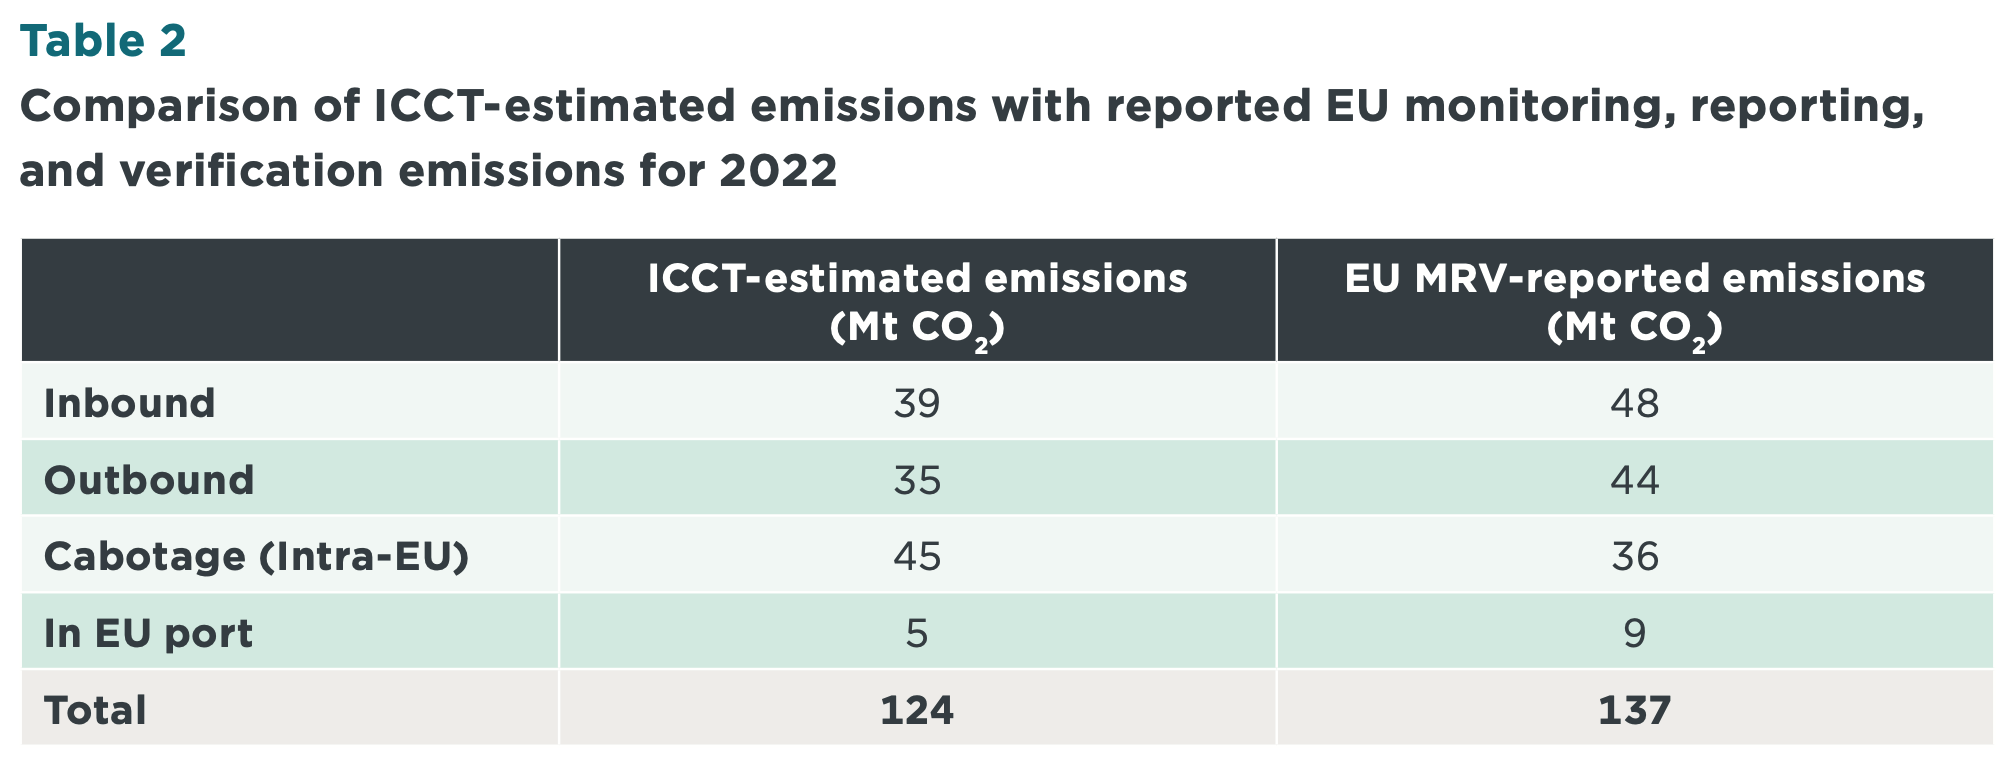 Table 2
Comparison of ICCT-estimated emissions with reported EU monitoring, reporting,
and verification emissions for 2022
ICCT-estimated emissions EU MRV-reported emissions
(Mt CO₂) (Mt CO₂)
Inbound 39 48
Outbound 35 44
Cabotage (Intra-EU) 45 36
In EU port 5 9
Total 124 137